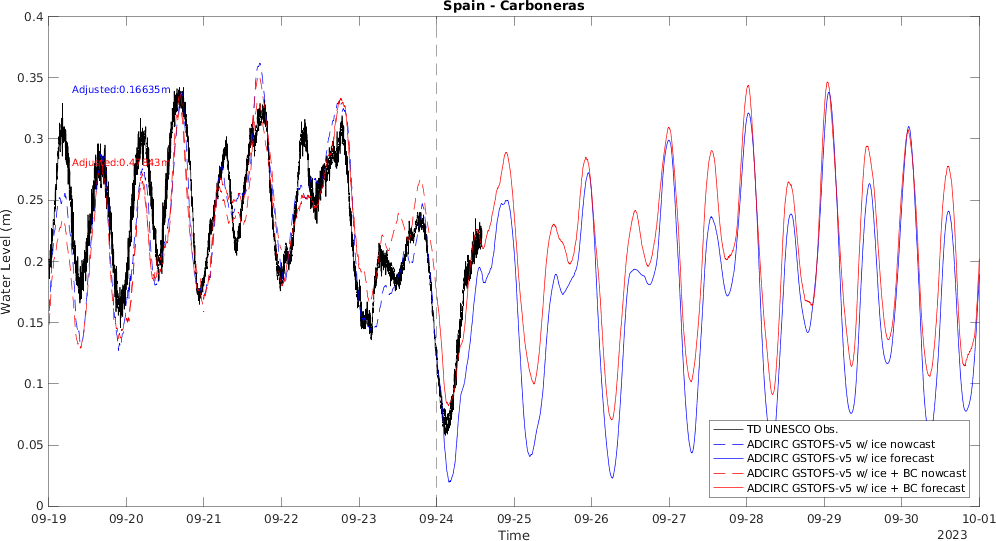 Spain - Carboneras
0.4
0.35
0.3
0.25
0.2
0.15
0.1
0.05
0
Water Level (m)
Adjusted:0.16635m
09-19
09-20
09-21
09-22
09-23
09-24
09-25
09-26
09-27
09-28
09-29
09-30
10-01
Time
2023
TD UNESCO Obs.
ADCIRC GSTOFS-v5 w/ ice nowcast
ADCIRC GSTOFS-v5 w/ ice forecast
ADCIRC GSTOFS-v5 w/ ice + BC nowcast
ADCIRC GSTOFS-v5 w/ ice + BC forecast